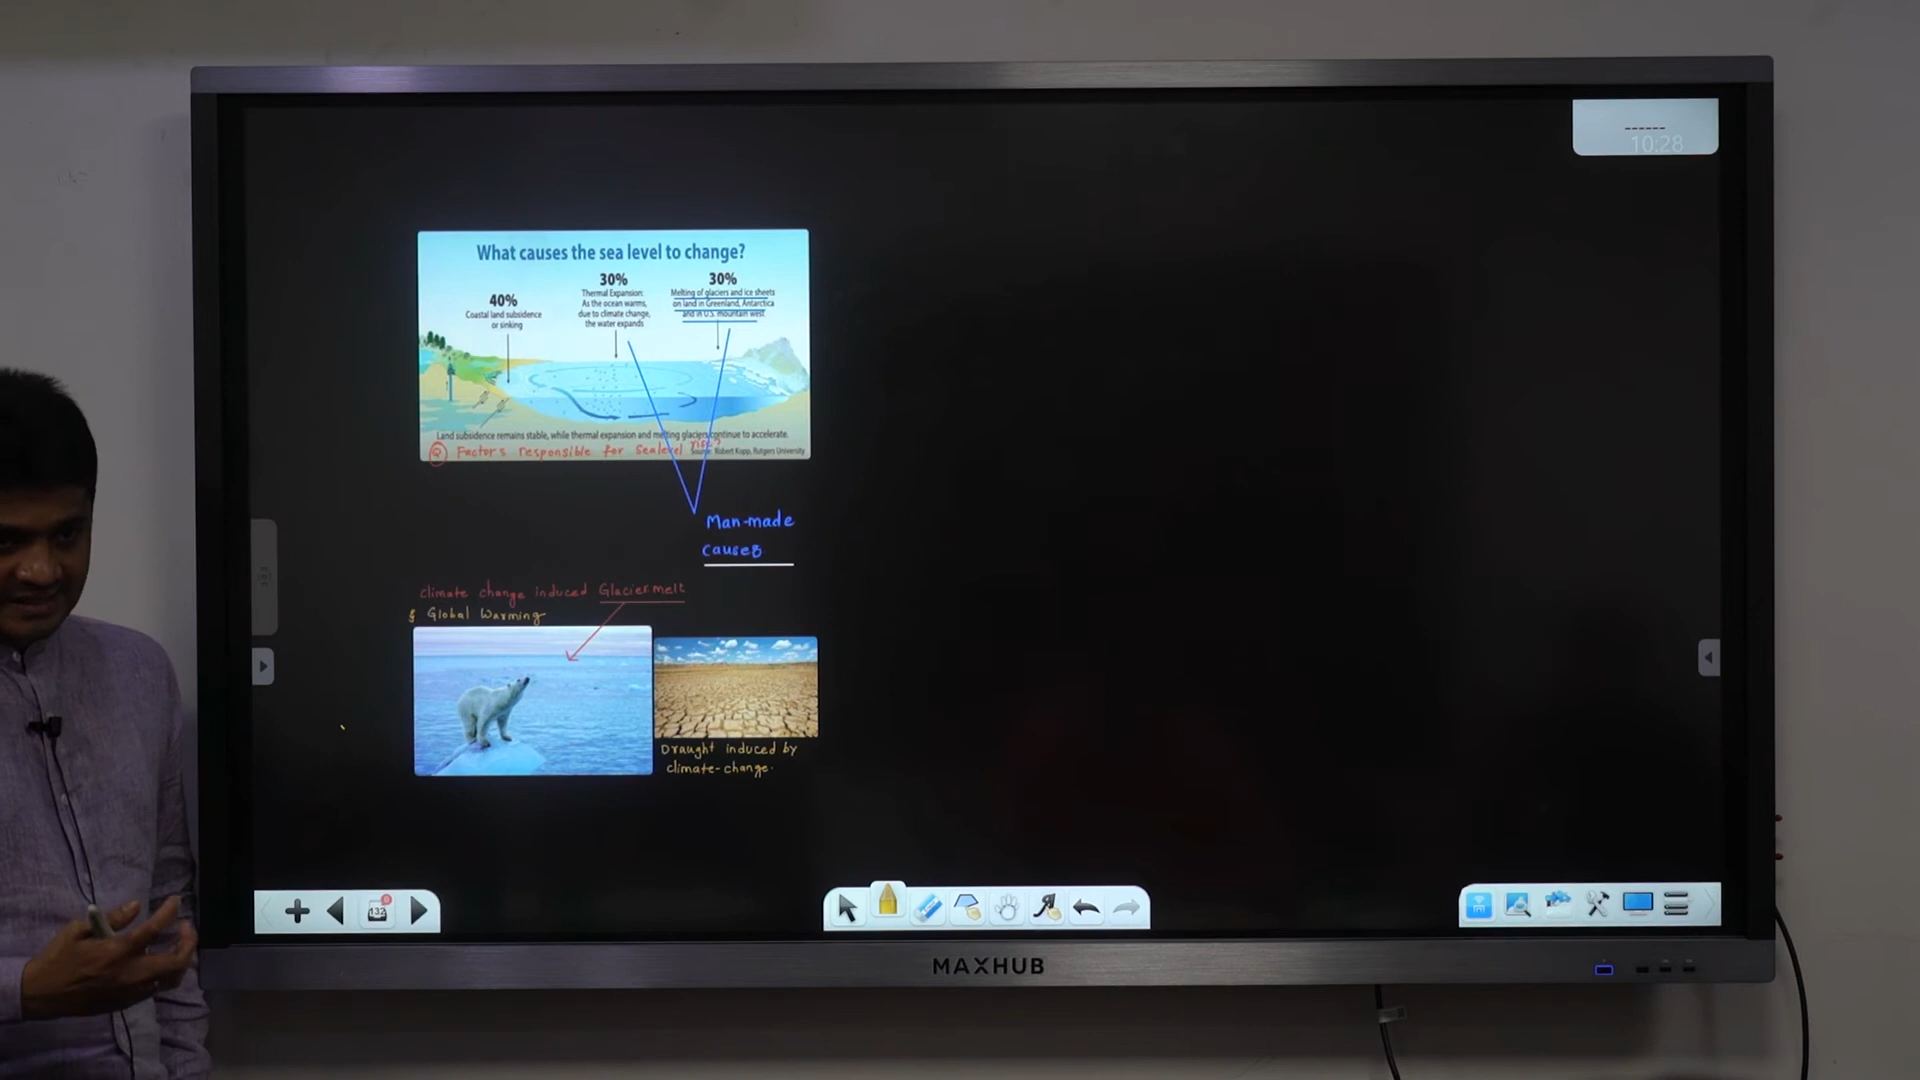 10:28
What causes the sea level to change?
40%
Coastal land subsidence
or sinking
30%
Thermal Expansion:
As the ocean warms,
due to climate change,
the water expands
30%
Melting of glaciers and ice sheets
on land in Greenland, Antarctica
and in U.S. mountain west
Land subsidence remains stable, while thermal expansion and melting glaciers continue to accelerate.
Q Factors responsible for Sealevel rise?
Source: Robert Kopp, Rutgers University
Man-made
causes
climate change induced Glacier melt
& Global Warming
Draught induced by
climate-change.
132
MAXHUB